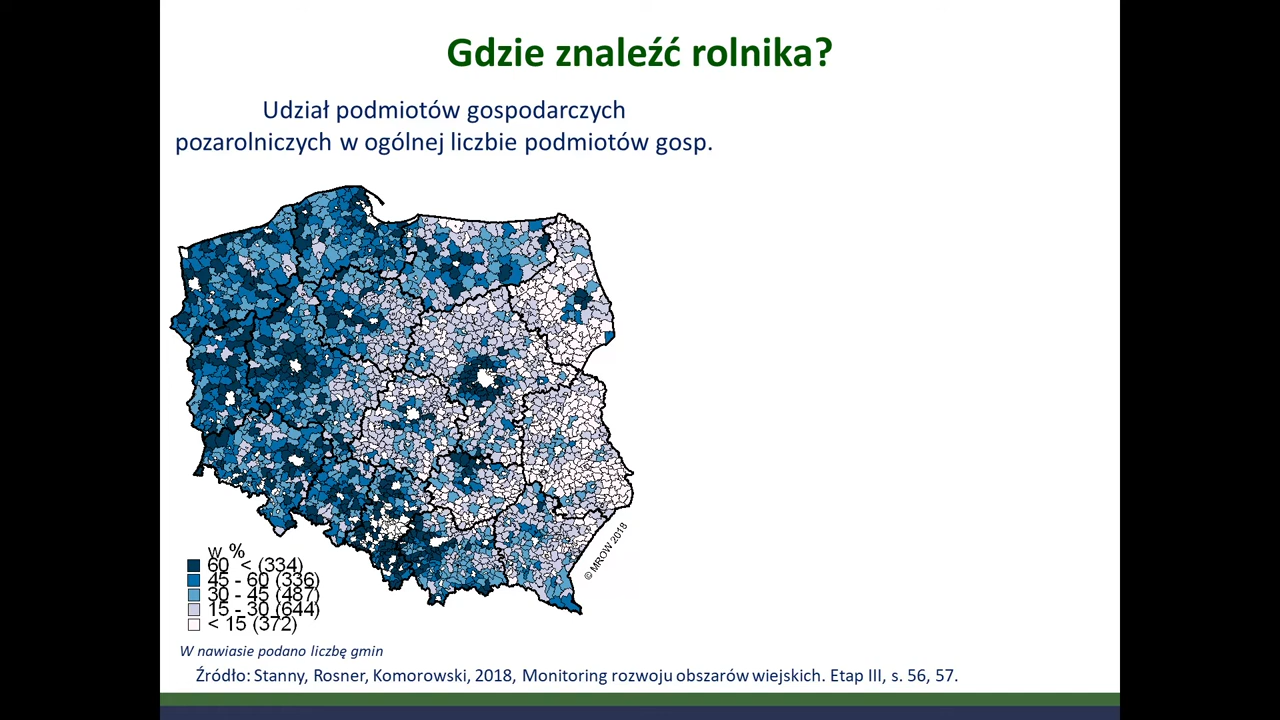 Gdzie znaleźć rolnika?
Udział podmiotów gospodarczych
pozarolniczych w ogólnej liczbie podmiotów gosp.
© MROW 2018
w %
60 < (334)
45 - 60 (336)
30 - 45 (487)
15 - 30 (644)
< 15 (372)
W nawiasie podano liczbę gmin
Źródło: Stanny, Rosner, Komorowski, 2018, Monitoring rozwoju obszarów wiejskich. Etap III, s. 56, 57.